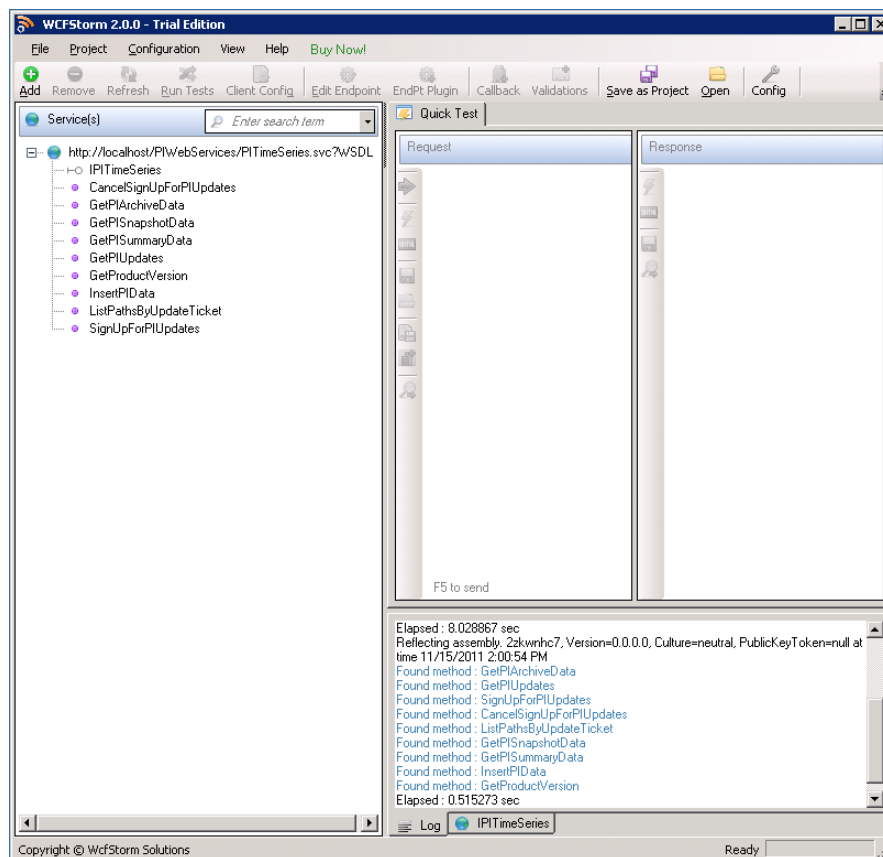 WCFStorm 2.0.0 - Trial Edition
File Project Configuration View Help Buy Now!
Add Remove Refresh Run Tests Client Config Edit Endpoint EndPt Plugin Callback Validations Save as Project Open Config
Service(s) Enter search term
Quick Test
http://localhost/PIWebServices/PITimeSeries.svc?WSDL
IPITimeSeries
CancelSignUpForPIUpdates
GetPIArchiveData
GetPISnapshotData
GetPISummaryData
GetPIUpdates
GetProductVersion
InsertPIData
ListPathsByUpdateTicket
SignUpForPIUpdates
Request
F5 to send
Response
Elapsed : 8.028867 sec
Reflecting assembly. 2zkwnhc7, Version=0.0.0.0, Culture=neutral, PublicKeyToken=null at
time 11/15/2011 2:00:54 PM
Found method : GetPIArchiveData
Found method : GetPIUpdates
Found method : SignUpForPIUpdates
Found method : CancelSignUpForPIUpdates
Found method : ListPathsByUpdateTicket
Found method : GetPISnapshotData
Found method : GetPISummaryData
Found method : InsertPIData
Found method : GetProductVersion
Elapsed : 0.515273 sec
Log IPITimeSeries
Copyright © WcfStorm Solutions Ready